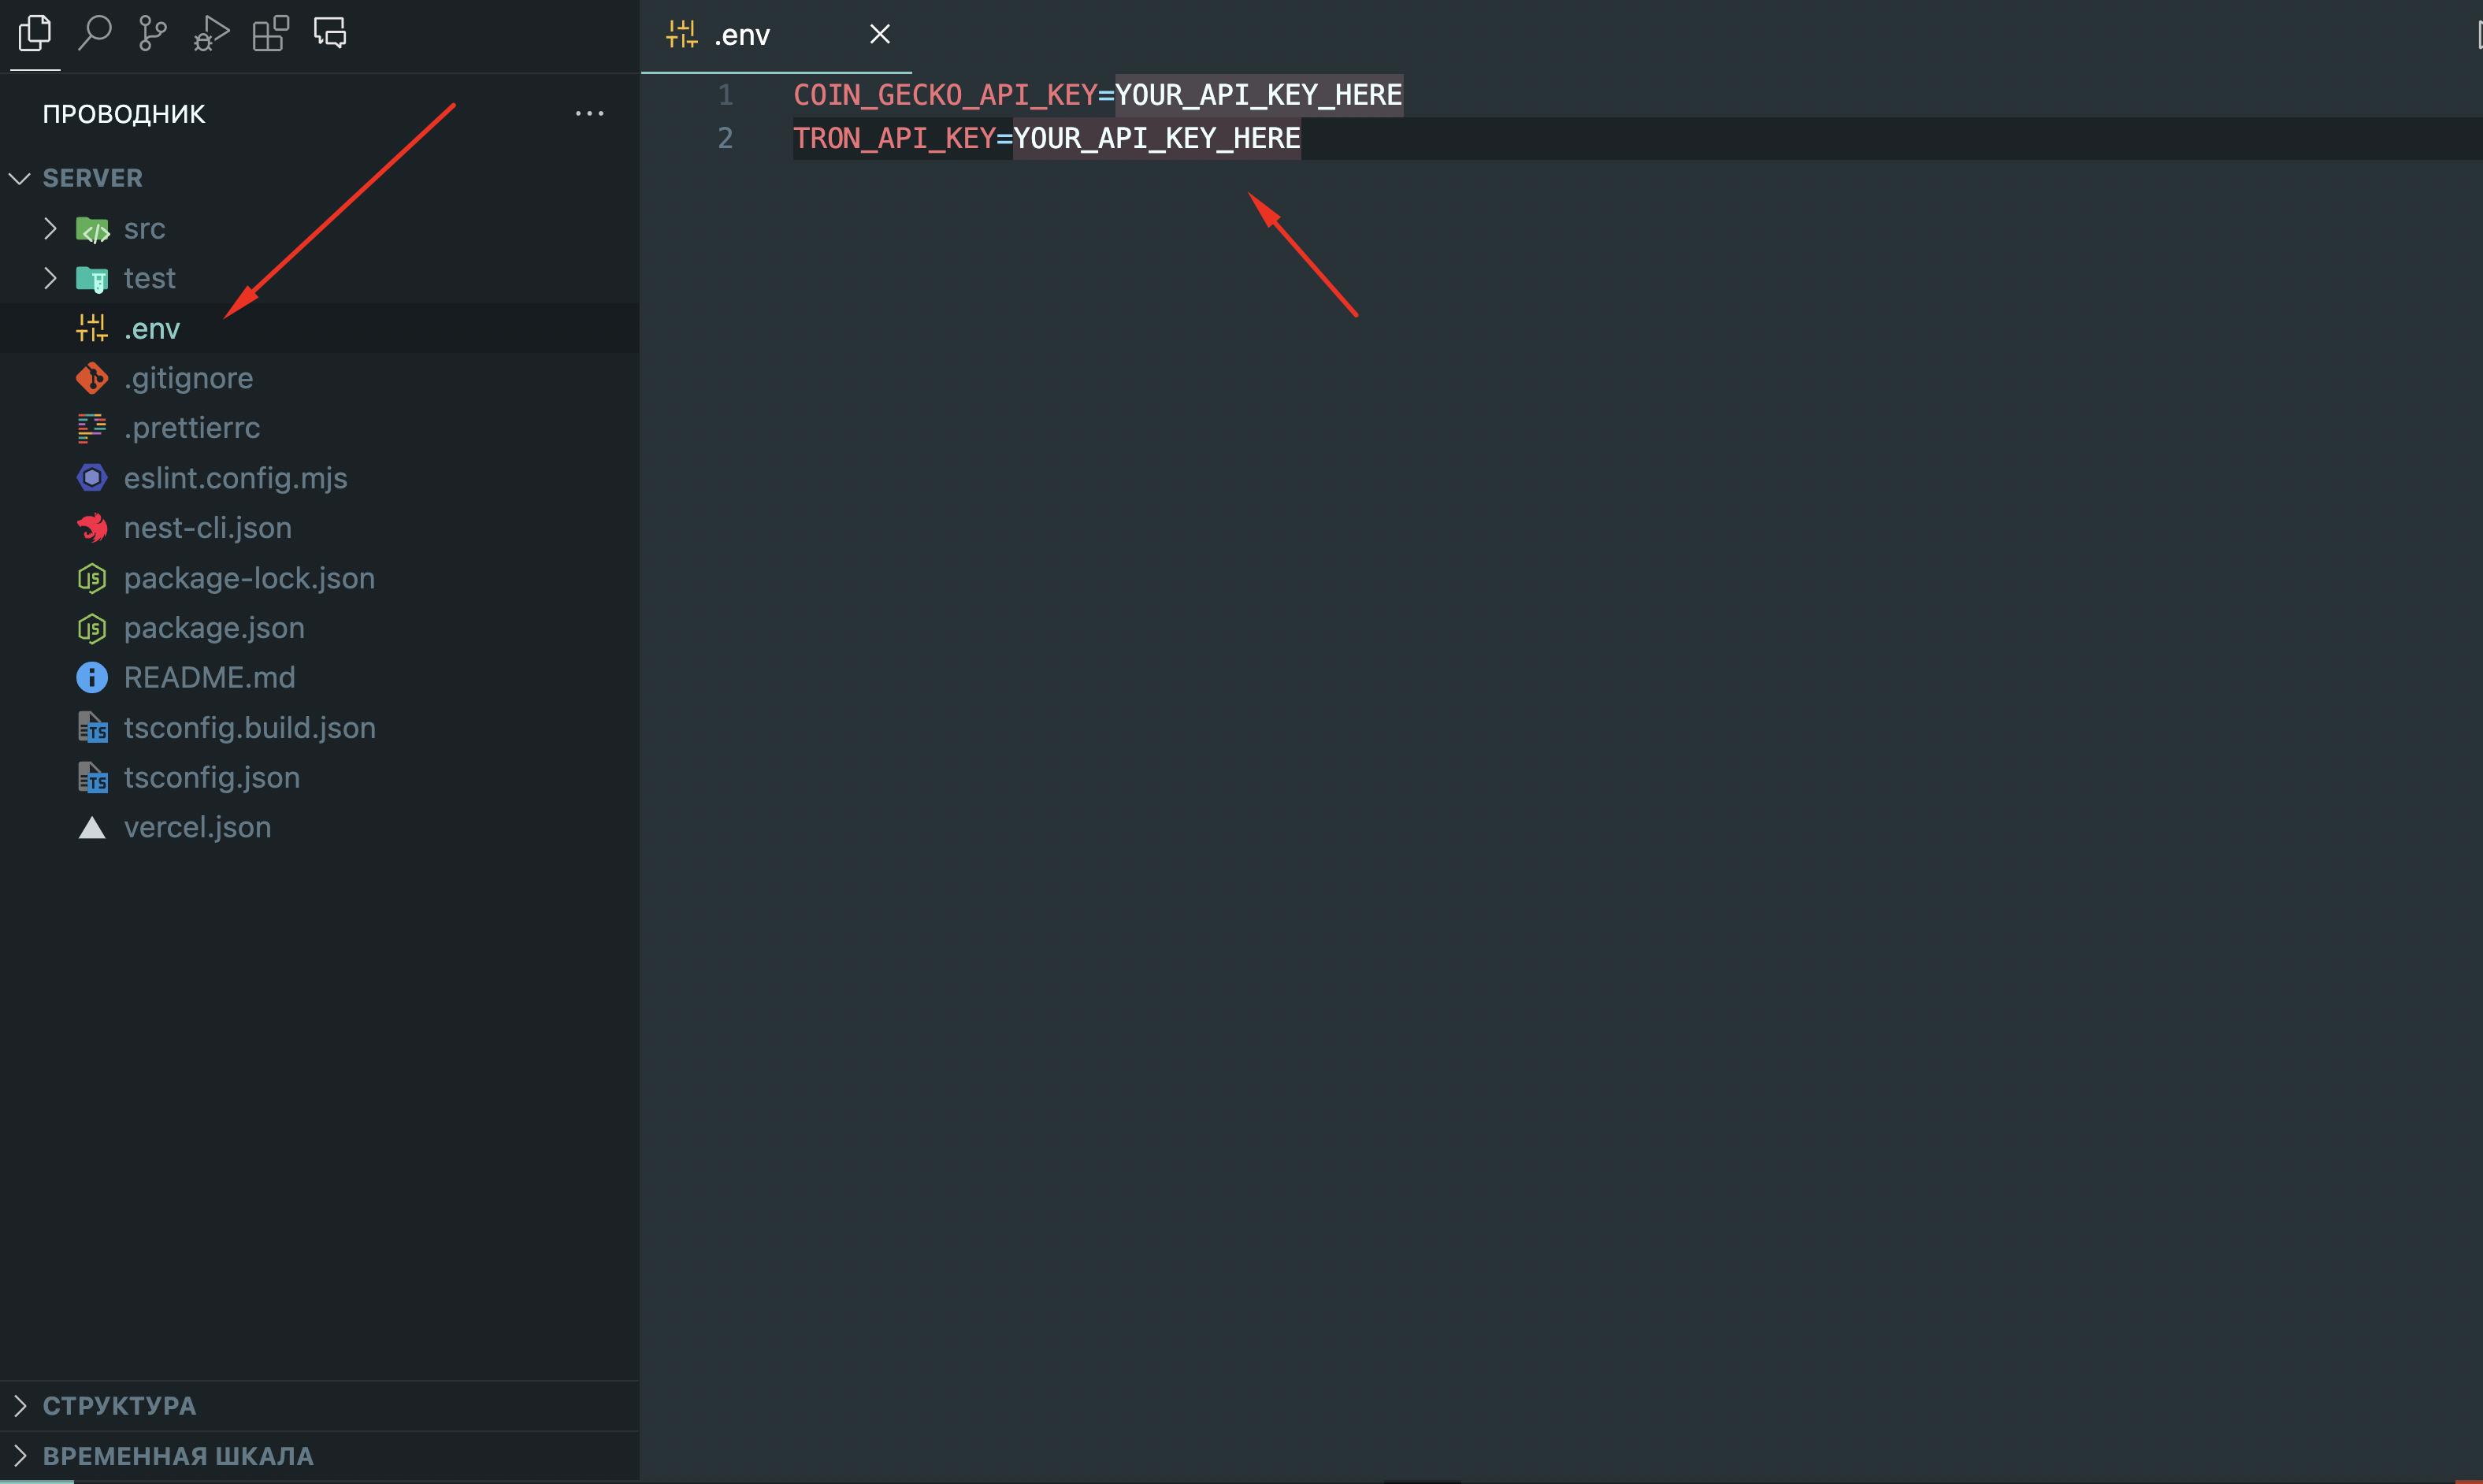 .env
ПРОВОДНИК
SERVER
src
test
.env
.gitignore
.prettierrc
eslint.config.mjs
nest-cli.json
package-lock.json
package.json
README.md
tsconfig.build.json
tsconfig.json
vercel.json
СТРУКТУРА
ВРЕМЕННАЯ ШКАЛА
1 COIN_GECKO_API_KEY=YOUR_API_KEY_HERE
2 TRON_API_KEY=YOUR_API_KEY_HERE